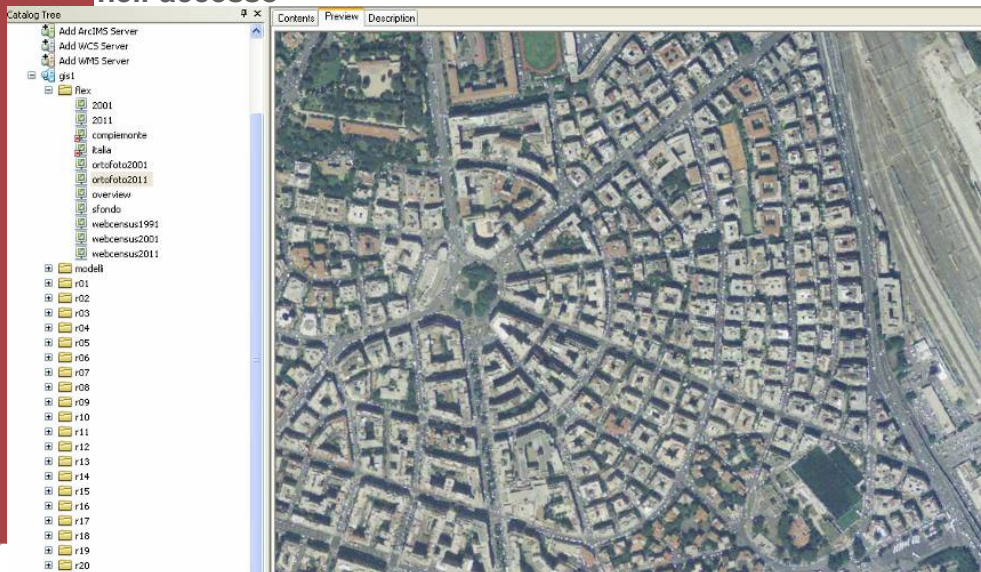 nell'accesso
Catalog Tree
Contents Preview Description
Add ArcIMS Server
Add WCS Server
Add WMS Server
gis1
flex
2001
2011
compiemonte
italia
ortofoto2001
ortofoto2011
overview
sfondo
webcensus1991
webcensus2001
webcensus2011
modelli
r01
r02
r03
r04
r05
r06
r07
r08
r09
r10
r11
r12
r13
r14
r15
r16
r17
r18
r19
r20